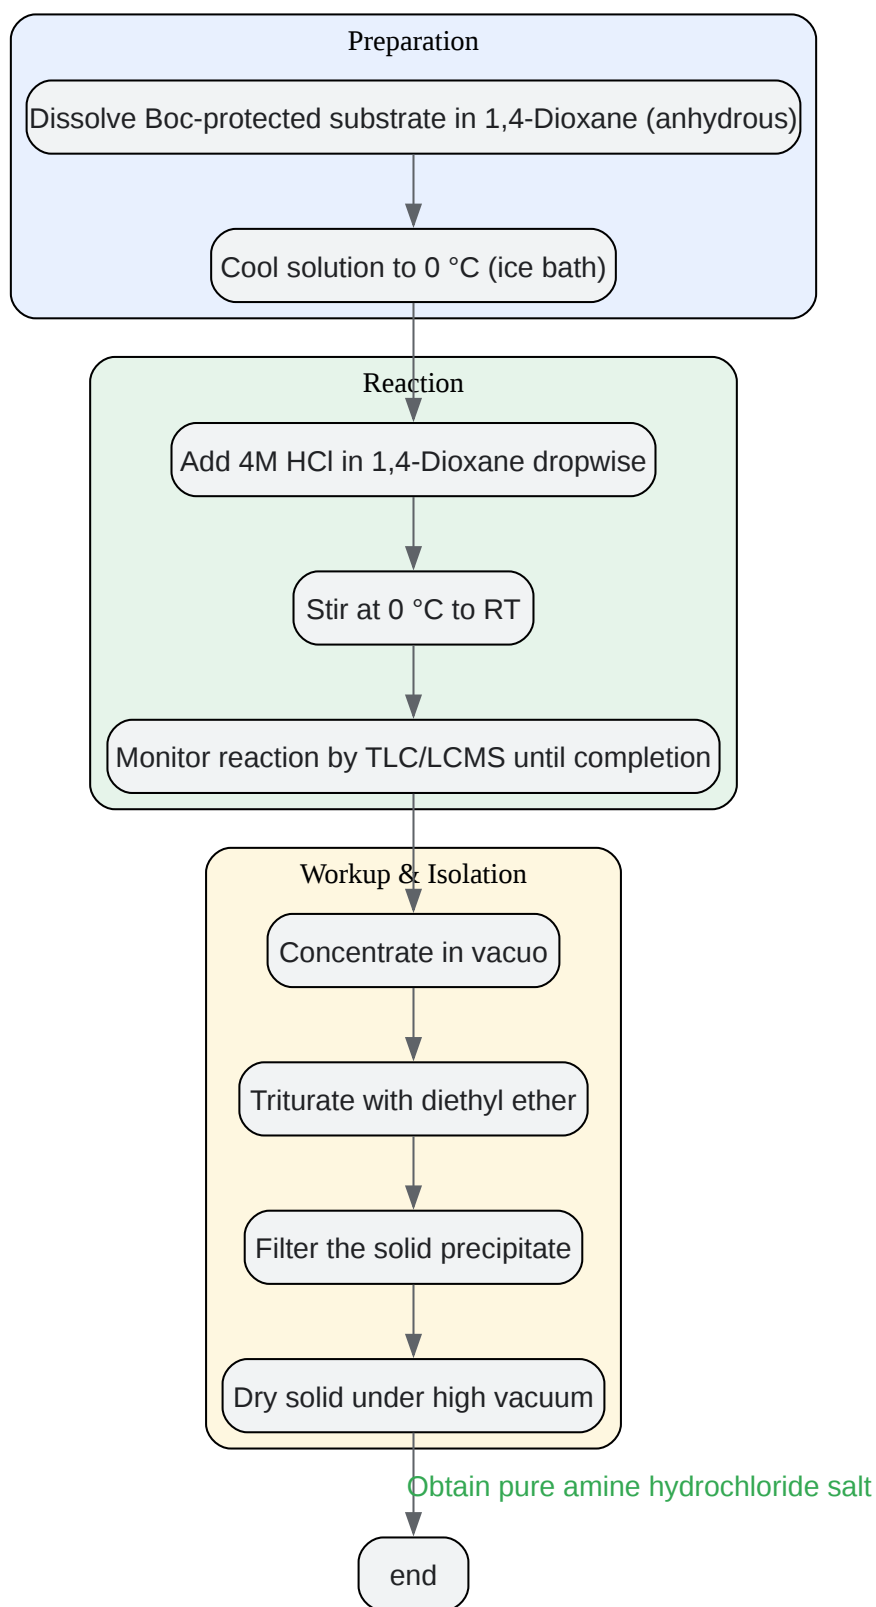 Preparation
Dissolve Boc-protected substrate in 1,4-Dioxane (anhydrous)
Cool solution to 0 °C (ice bath)
Reaction
Add 4M HCl in 1,4-Dioxane dropwise
Stir at 0 °C to RT
Monitor reaction by TLC/LCMS until completion
Workup & Isolation
Concentrate in vacuo
Triturate with diethyl ether
Filter the solid precipitate
Dry solid under high vacuum
Obtain pure amine hydrochloride salt
end